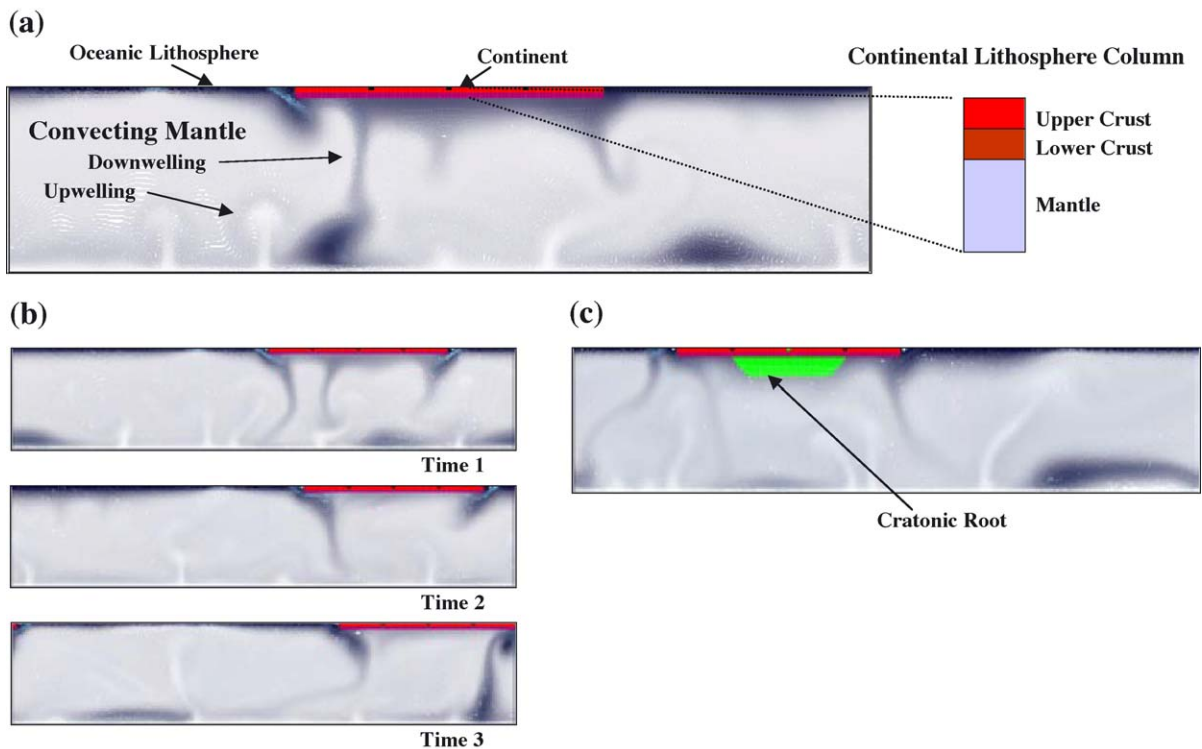 (a)
Oceanic Lithosphere
Continent
Continental Lithosphere Column
Convecting Mantle
Downwelling
Upwelling
Upper Crust
Lower Crust
Mantle
(b)
Time 1
Time 2
Time 3
(c)
Cratonic Root